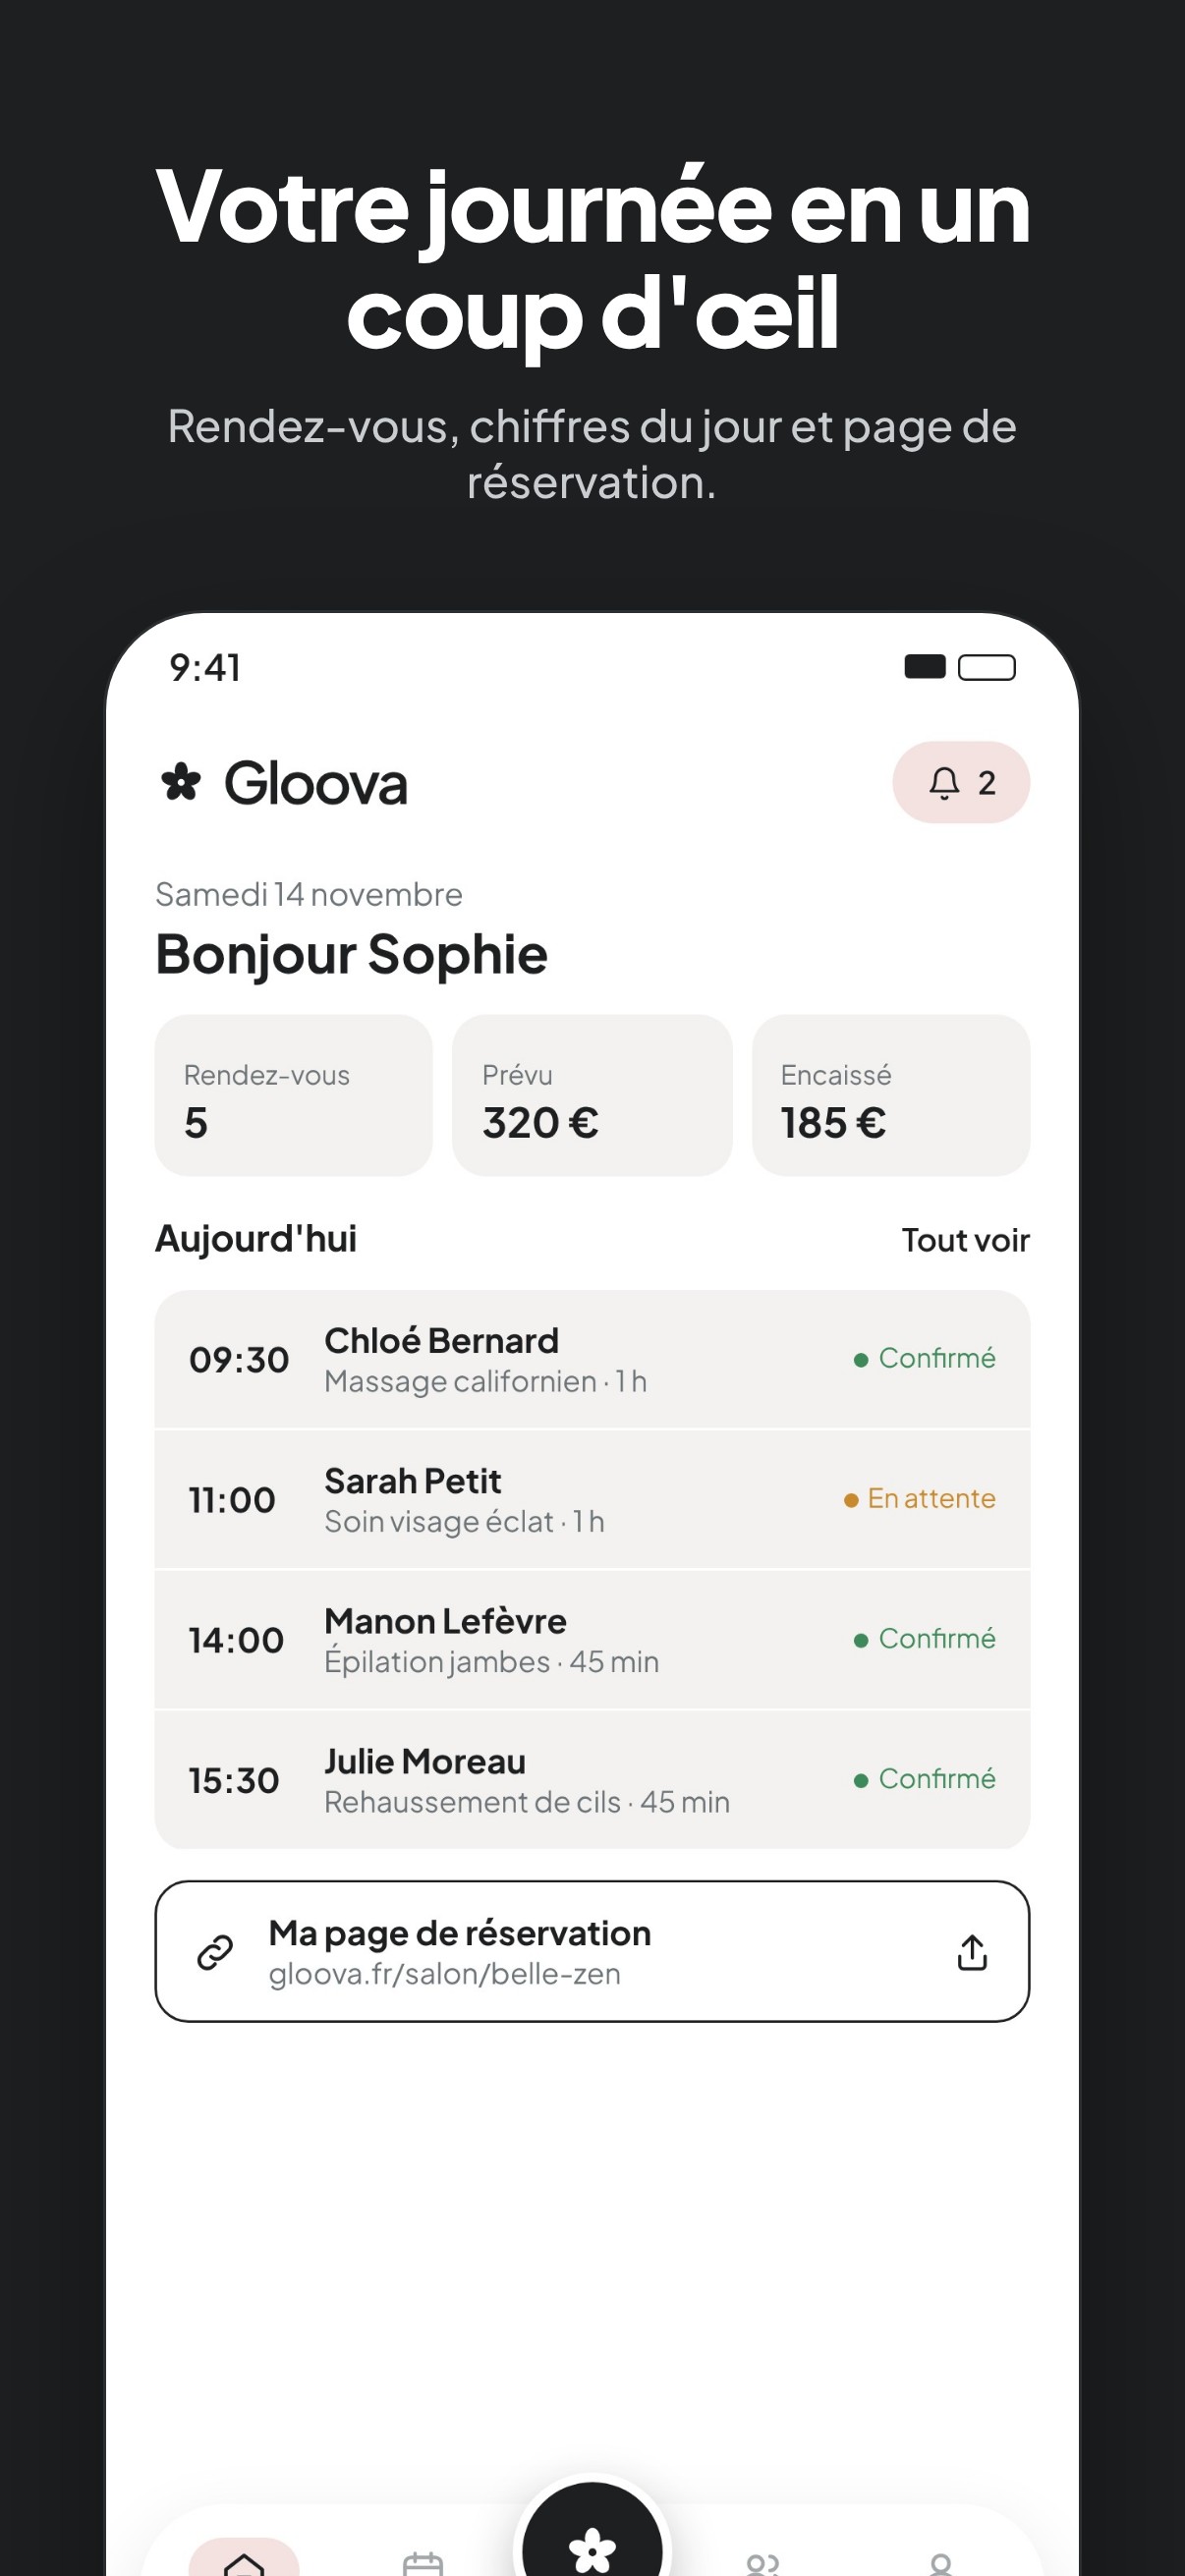 Votre journée en un
coup d'œil
Rendez-vous, chiffres du jour et page de
réservation.
9:41
Gloova
2
Samedi 14 novembre
Bonjour Sophie
Rendez-vous
5
Prévu
320 €
Encaissé
185 €
Aujourd'hui
Tout voir
09:30
Chloé Bernard
Massage californien · 1 h
Confirmé
11:00
Sarah Petit
Soin visage éclat · 1 h
En attente
14:00
Manon Lefèvre
Épilation jambes · 45 min
Confirmé
15:30
Julie Moreau
Rehaussement de cils · 45 min
Confirmé
Ma page de réservation
gloova.fr/salon/belle-zen